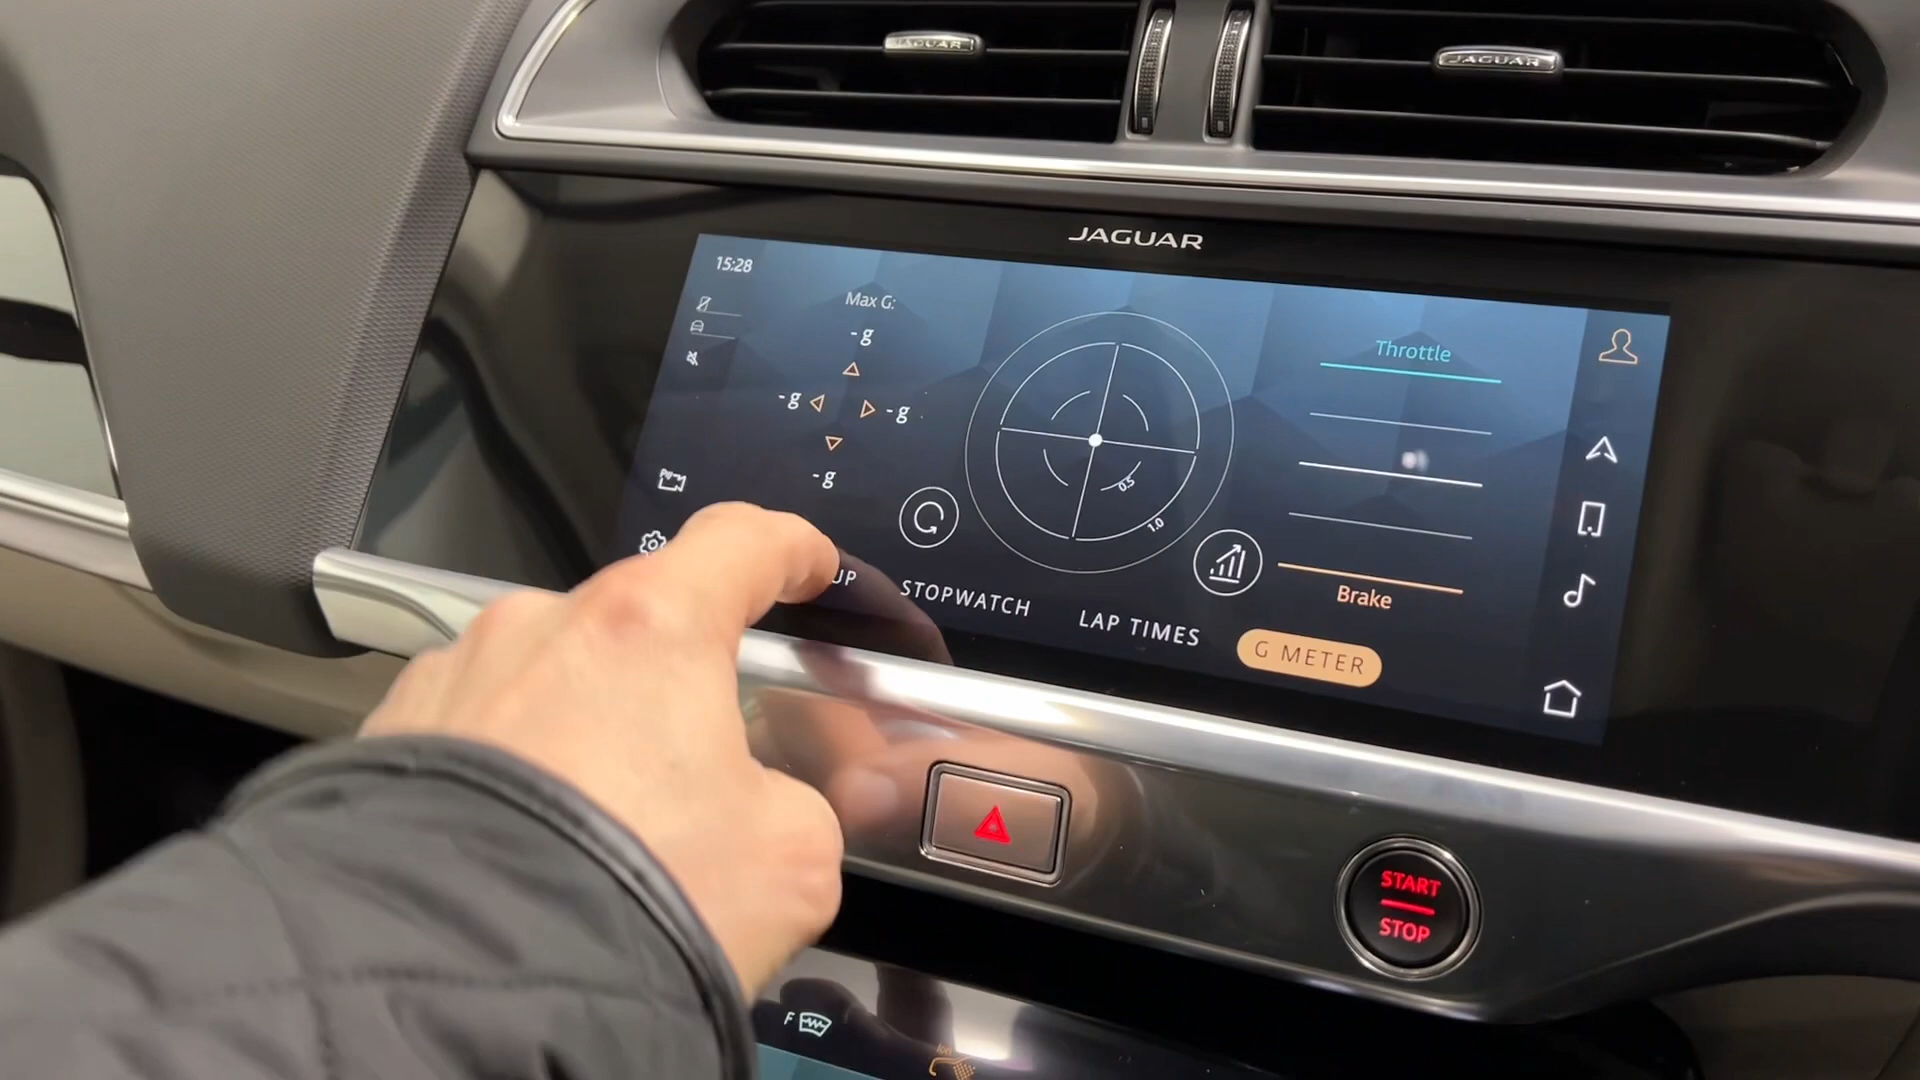 JAGUAR
JAGUAR
JAGUAR
15:28
Max G:
- g
- g
- g
- g
0.5
1.0
Throttle
Brake
UP
STOPWATCH
LAP TIMES
G METER
START
STOP
F
Ion